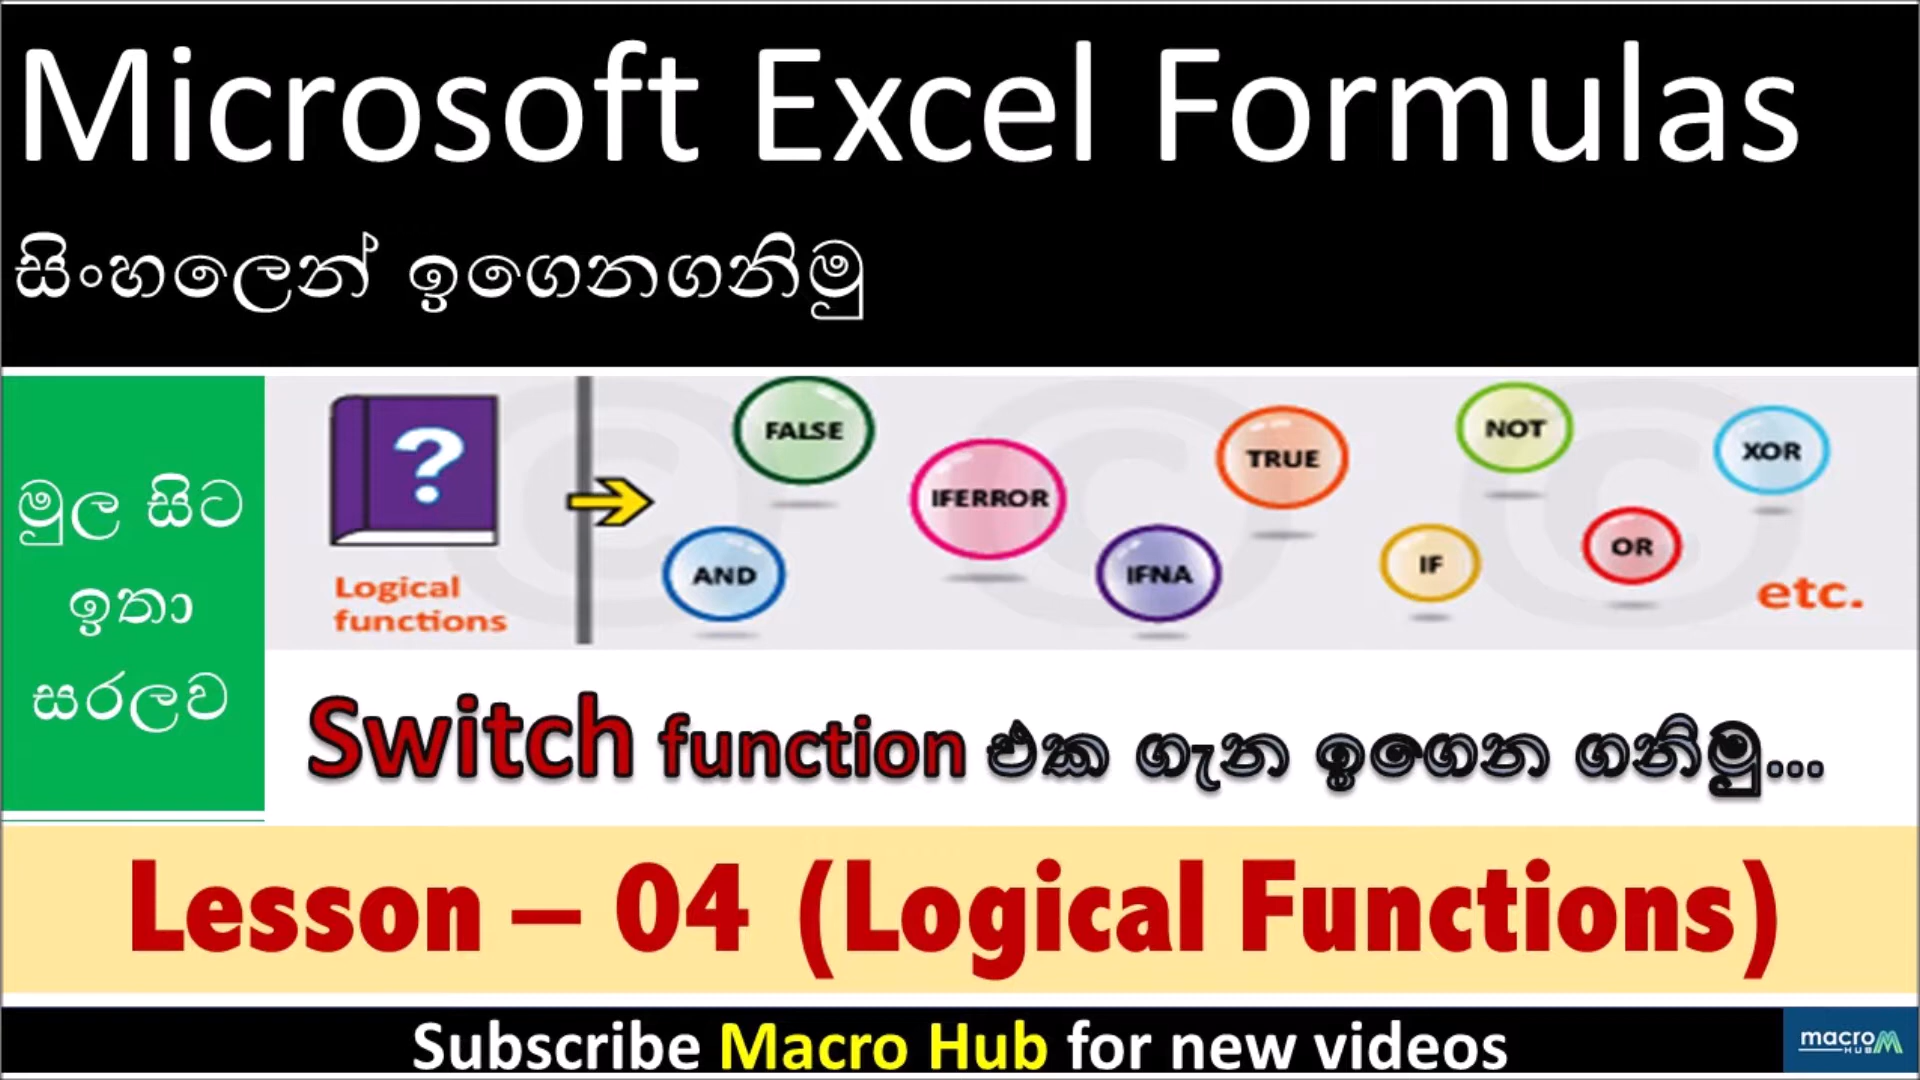 Microsoft Excel Formulas
සිංහලෙන් ඉගෙනගනිමු
මුල සිට
ඉතා
සරලව
?
Logical
functions
FALSE
AND
IFERROR
IFNA
TRUE
IF
NOT
OR
XOR
etc.
Switch function එක ගැන ඉගෙන ගනිමු...
Lesson – 04 (Logical Functions)
Subscribe Macro Hub for new videos
macro
HUB